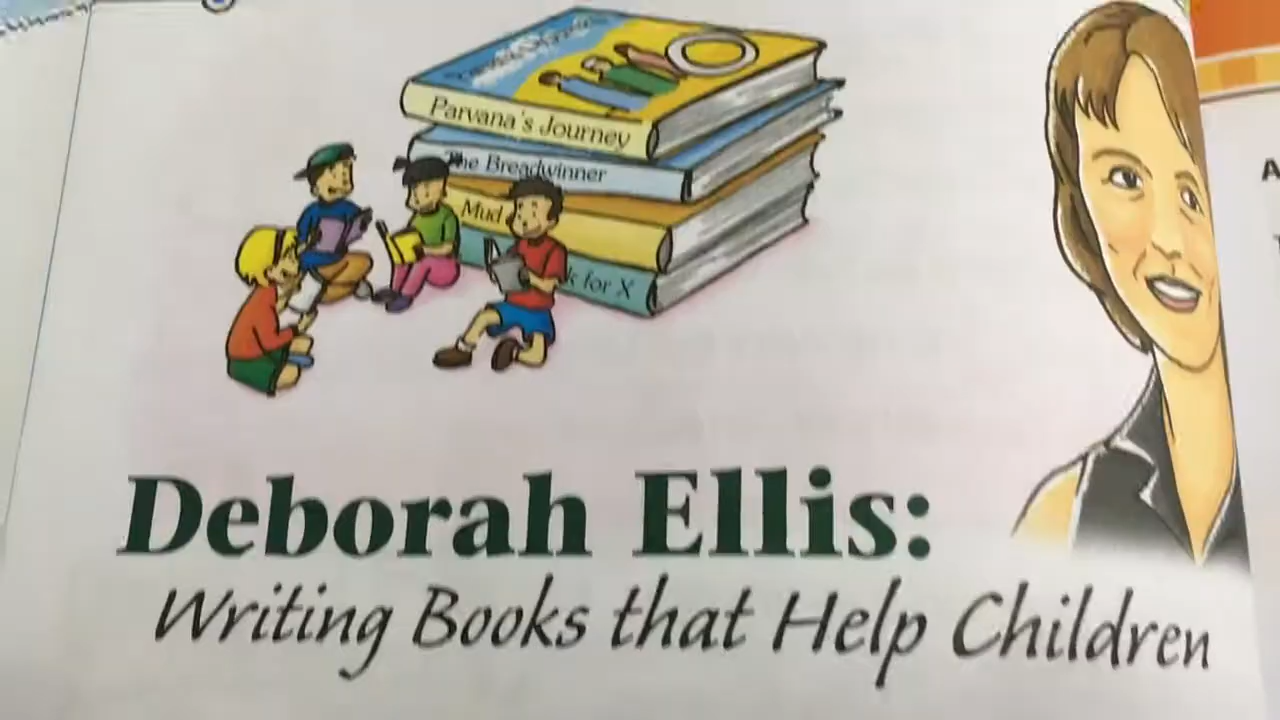 Parvana's Journey
The Breadwinner
Mud
k for X
Deborah Ellis:
Writing Books that Help Children
A